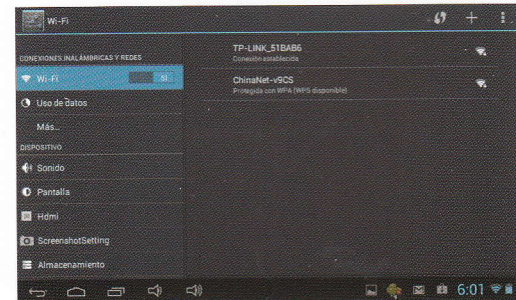 Wi-Fi
CONEXIONES INALÁMBRICAS Y REDES
Wi-Fi
SÍ
Uso de datos
Más...
DISPOSITIVO
Sonido
Pantalla
Hdmi
ScreenshotSetting
Almacenamiento
TP-LINK_51BAB6
Conexión establecida
ChinaNet-v9CS
Protegida con WPA (WPS disponible)
6:01